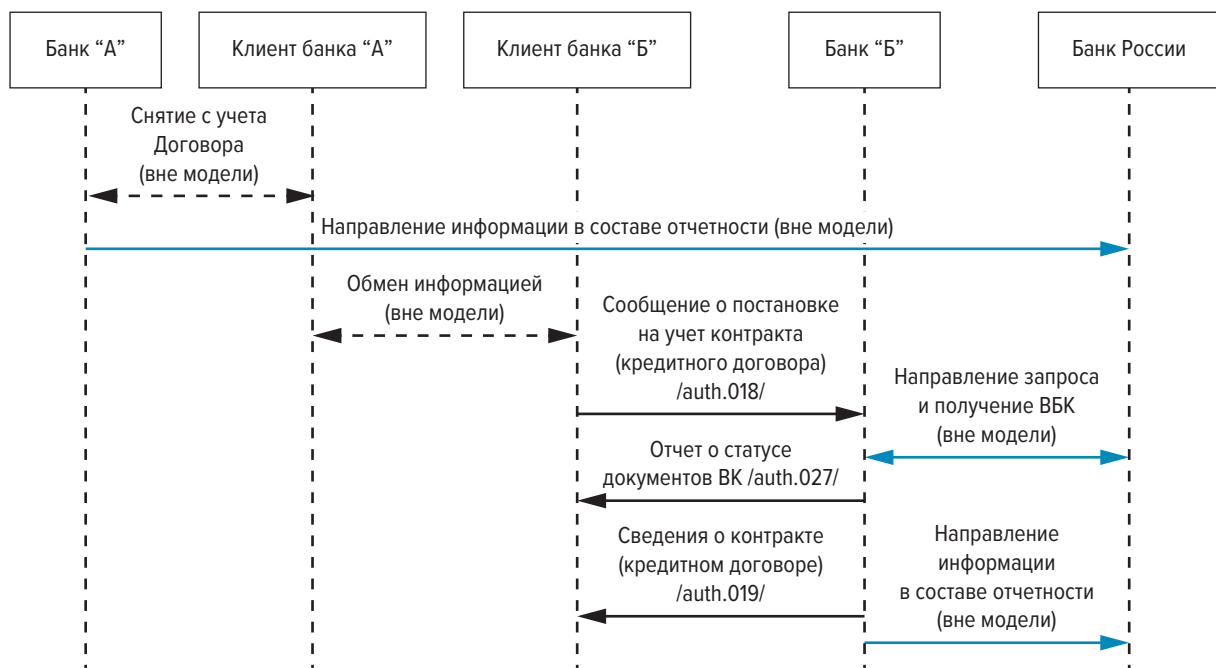 Банк “А”
Клиент банка “А”
Клиент банка “Б”
Банк “Б”
Банк России
Снятие с учета
Договора
(вне модели)
Направление информации в составе отчетности (вне модели)
Обмен информацией
(вне модели)
Сообщение о постановке
на учет контракта
(кредитного договора)
/auth.018/
Направление запроса
и получение ВБК
(вне модели)
Отчет о статусе
документов ВК /auth.027/
Сведения о контракте
(кредитном договоре)
/auth.019/
Направление
информации
в составе отчетности
(вне модели)